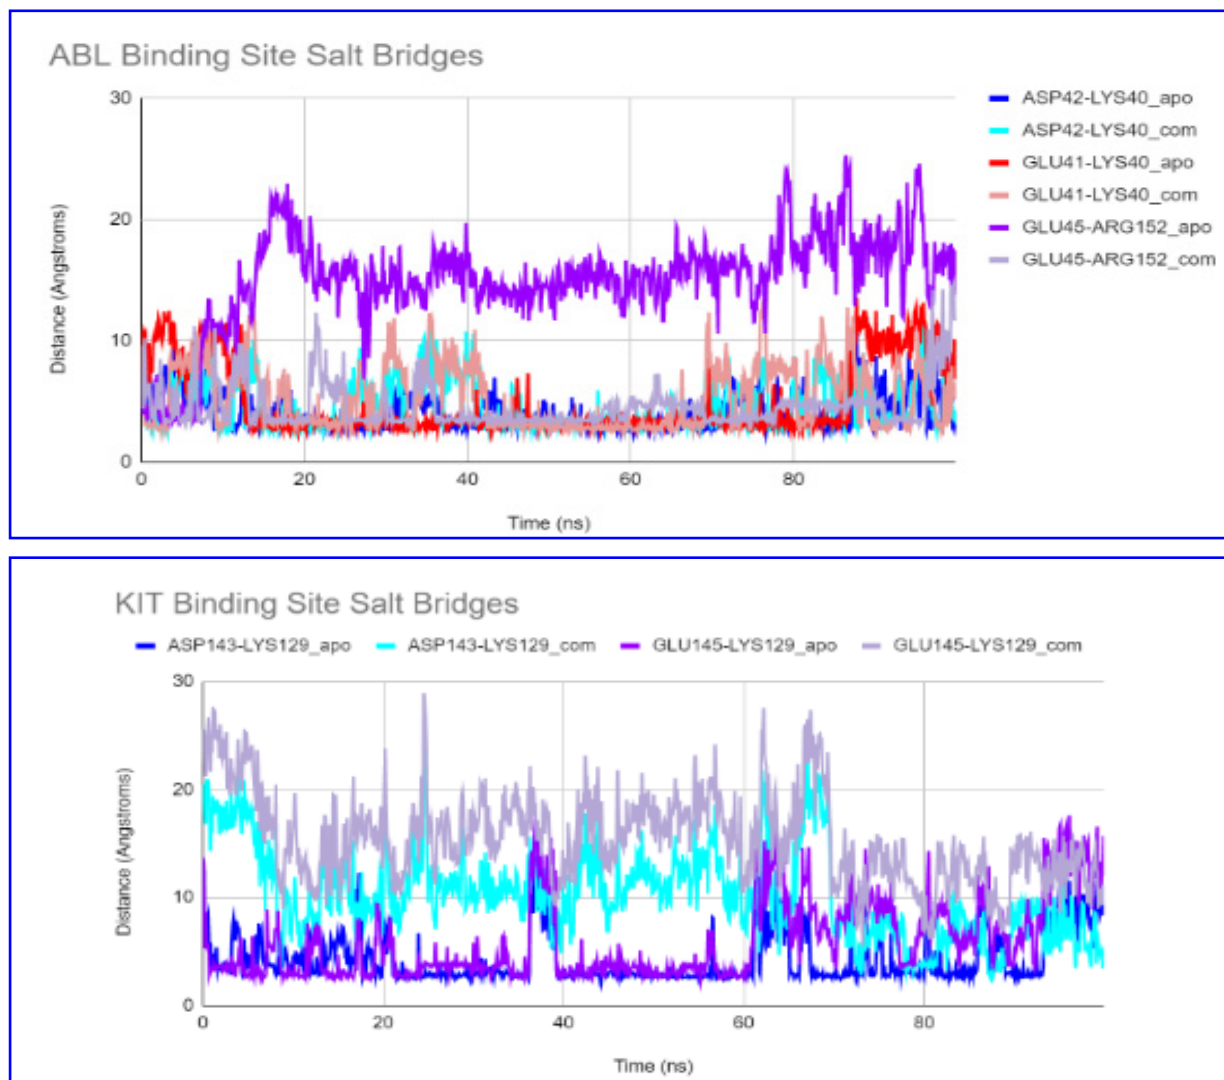 ABL Binding Site Salt Bridges
30
20
10
0
Distance (Angstroms)
0 20 40 60 80
Time (ns)
ASP42-LYS40_apo
ASP42-LYS40_com
GLU41-LYS40_apo
GLU41-LYS40_com
GLU45-ARG152_apo
GLU45-ARG152_com
KIT Binding Site Salt Bridges
ASP143-LYS129_apo ASP143-LYS129_com GLU145-LYS129_apo GLU145-LYS129_com
30
20
10
0
Distance (Angstroms)
0 20 40 60 80
Time (ns)